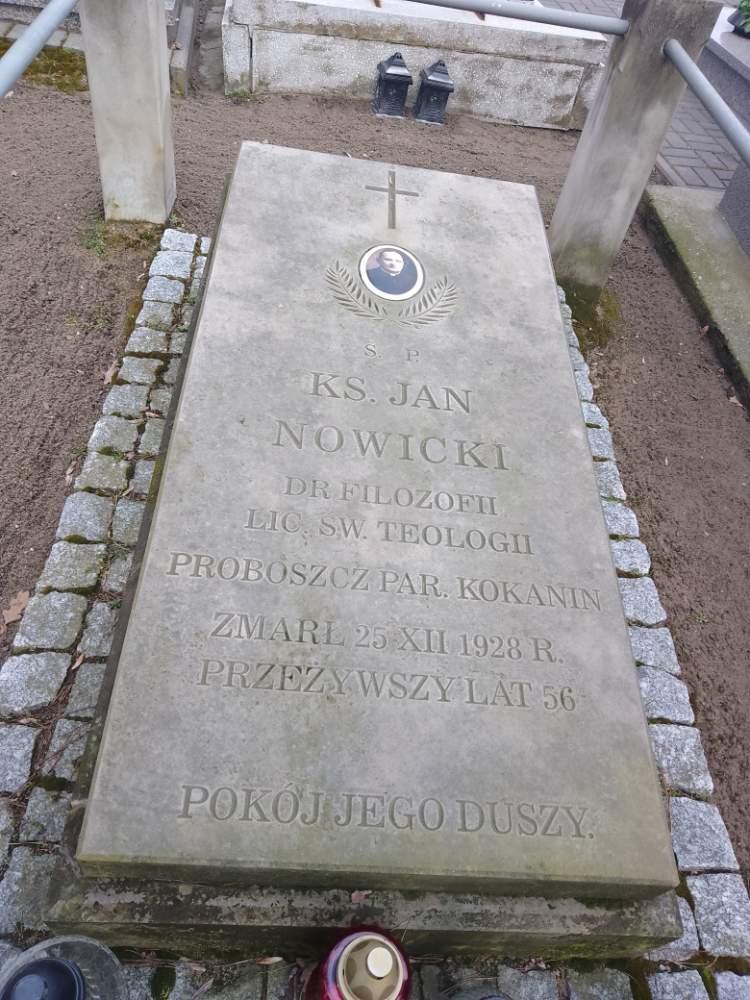 Ś. P.
KS. JAN
NOWICKI
DR FILOZOFII
LIC. ŚW. TEOLOGII
PROBOSZCZ PAR. KOKANIN
ZMARŁ 25 XII 1928 R.
PRZEŻYWSZY LAT 56
POKÓJ JEGO DUSZY.